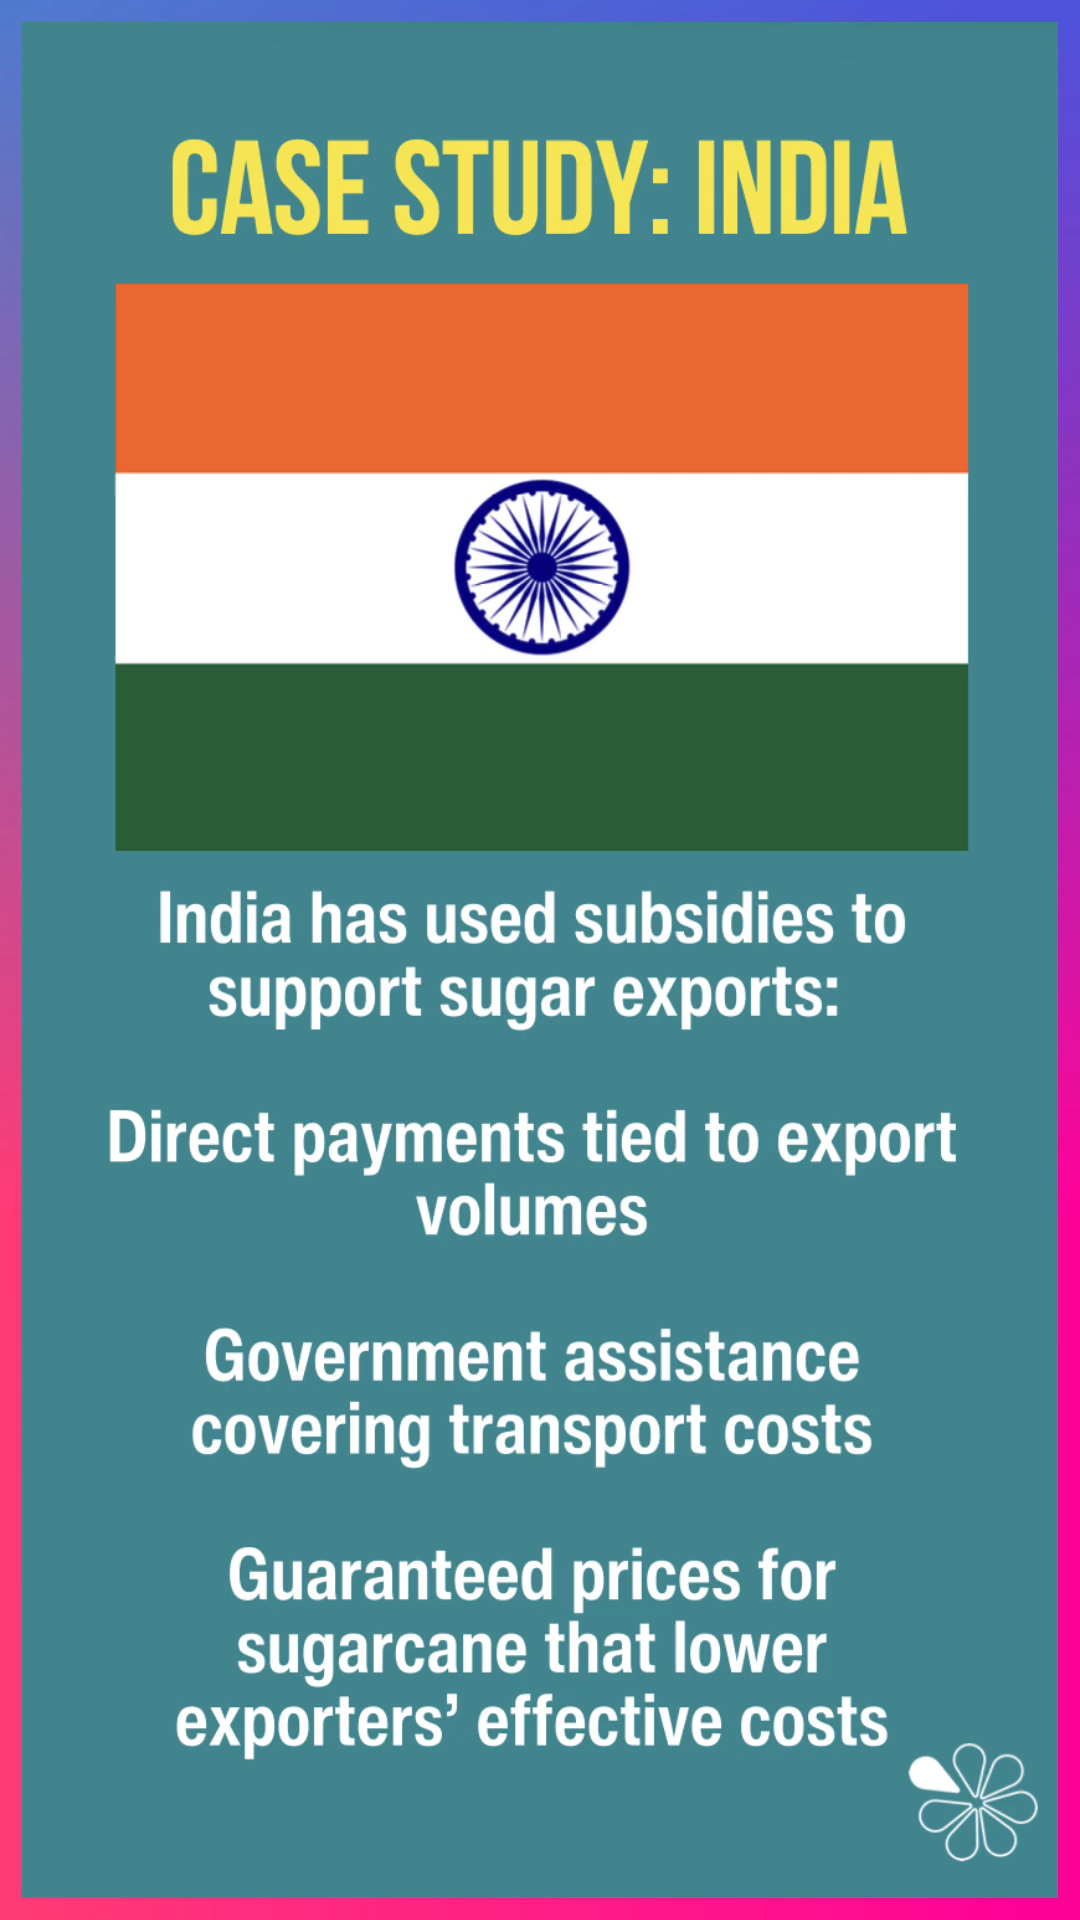 CASE STUDY: INDIA
India has used subsidies to
support sugar exports:
Direct payments tied to export
volumes
Government assistance
covering transport costs
Guaranteed prices for
sugarcane that lower
exporters’ effective costs